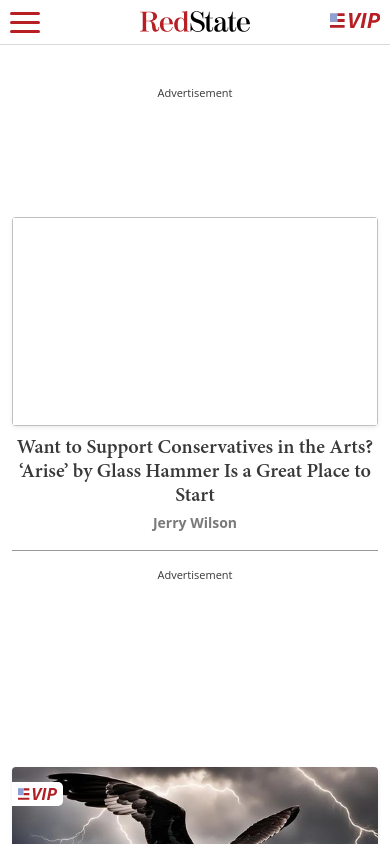 RedState
VIP
Advertisement
Want to Support Conservatives in the Arts?
‘Arise’ by Glass Hammer Is a Great Place to
Start
Jerry Wilson
Advertisement
VIP